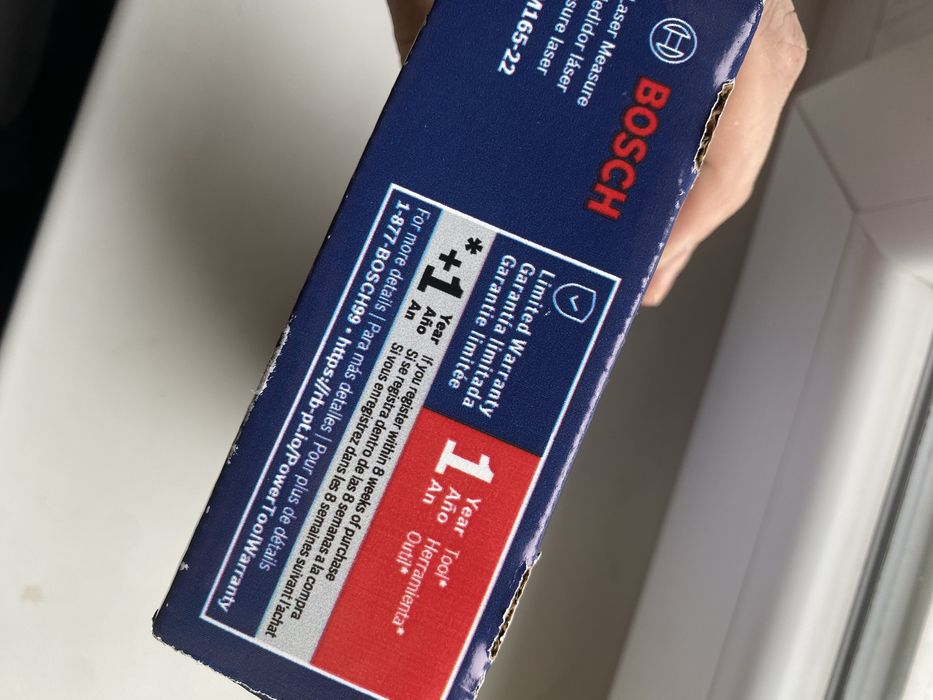 BOSCH
Laser Measure
Medidor láser
sure laser
M165-22
Limited Warranty
Garantía limitada
Garantie limitée
1 Year Tool*
Año Herramienta*
An Outil*
*+1 Year If you register within 8 weeks of purchase
Año Si se registra dentro de las 8 semanas a la compra
An Si vous enregistrez dans les 8 semaines suivant l'achat
For more details | Para más detalles | Pour plus de détails
1-877-BOSCH99 • https://rb-pt.io/PowerToolWarranty